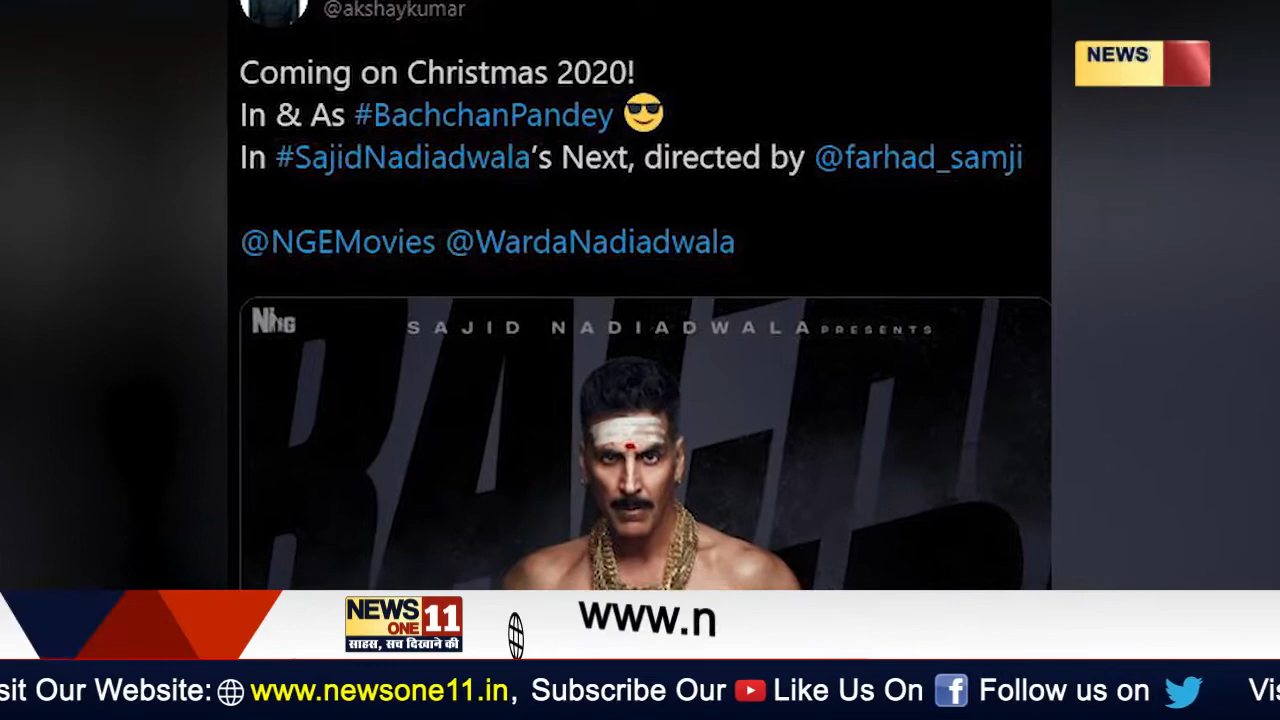 @akshaykumar
NEWS
Coming on Christmas 2020!
In & As #BachchanPandey 😎
In #SajidNadiadwala's Next, directed by @farhad_samji
@NGEMovies @WardaNadiadwala
SAJID NADIADWALA PRESENTS
NEWS
ONE 11
साहस, सच दिखाने की
www.n
sit Our Website: www.newsone11.in, Subscribe Our Like Us On Follow us on Vis